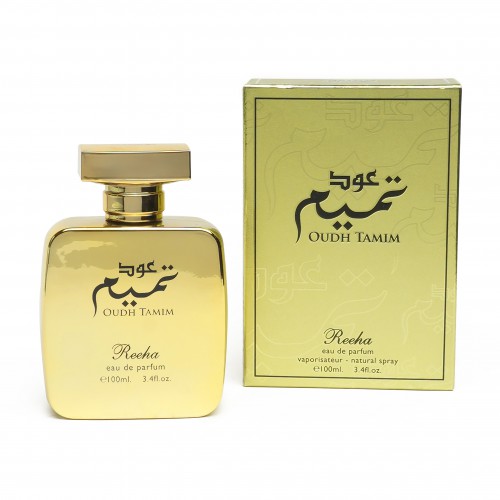 عود
تميم
OUDH TAMIM
Reeha
eau de parfum
℮100ml. 3.4fl.oz.
عود
تميم
OUDH TAMIM
Reeha
eau de parfum
vaporisateur - natural spray
℮100ml. 3.4fl.oz.